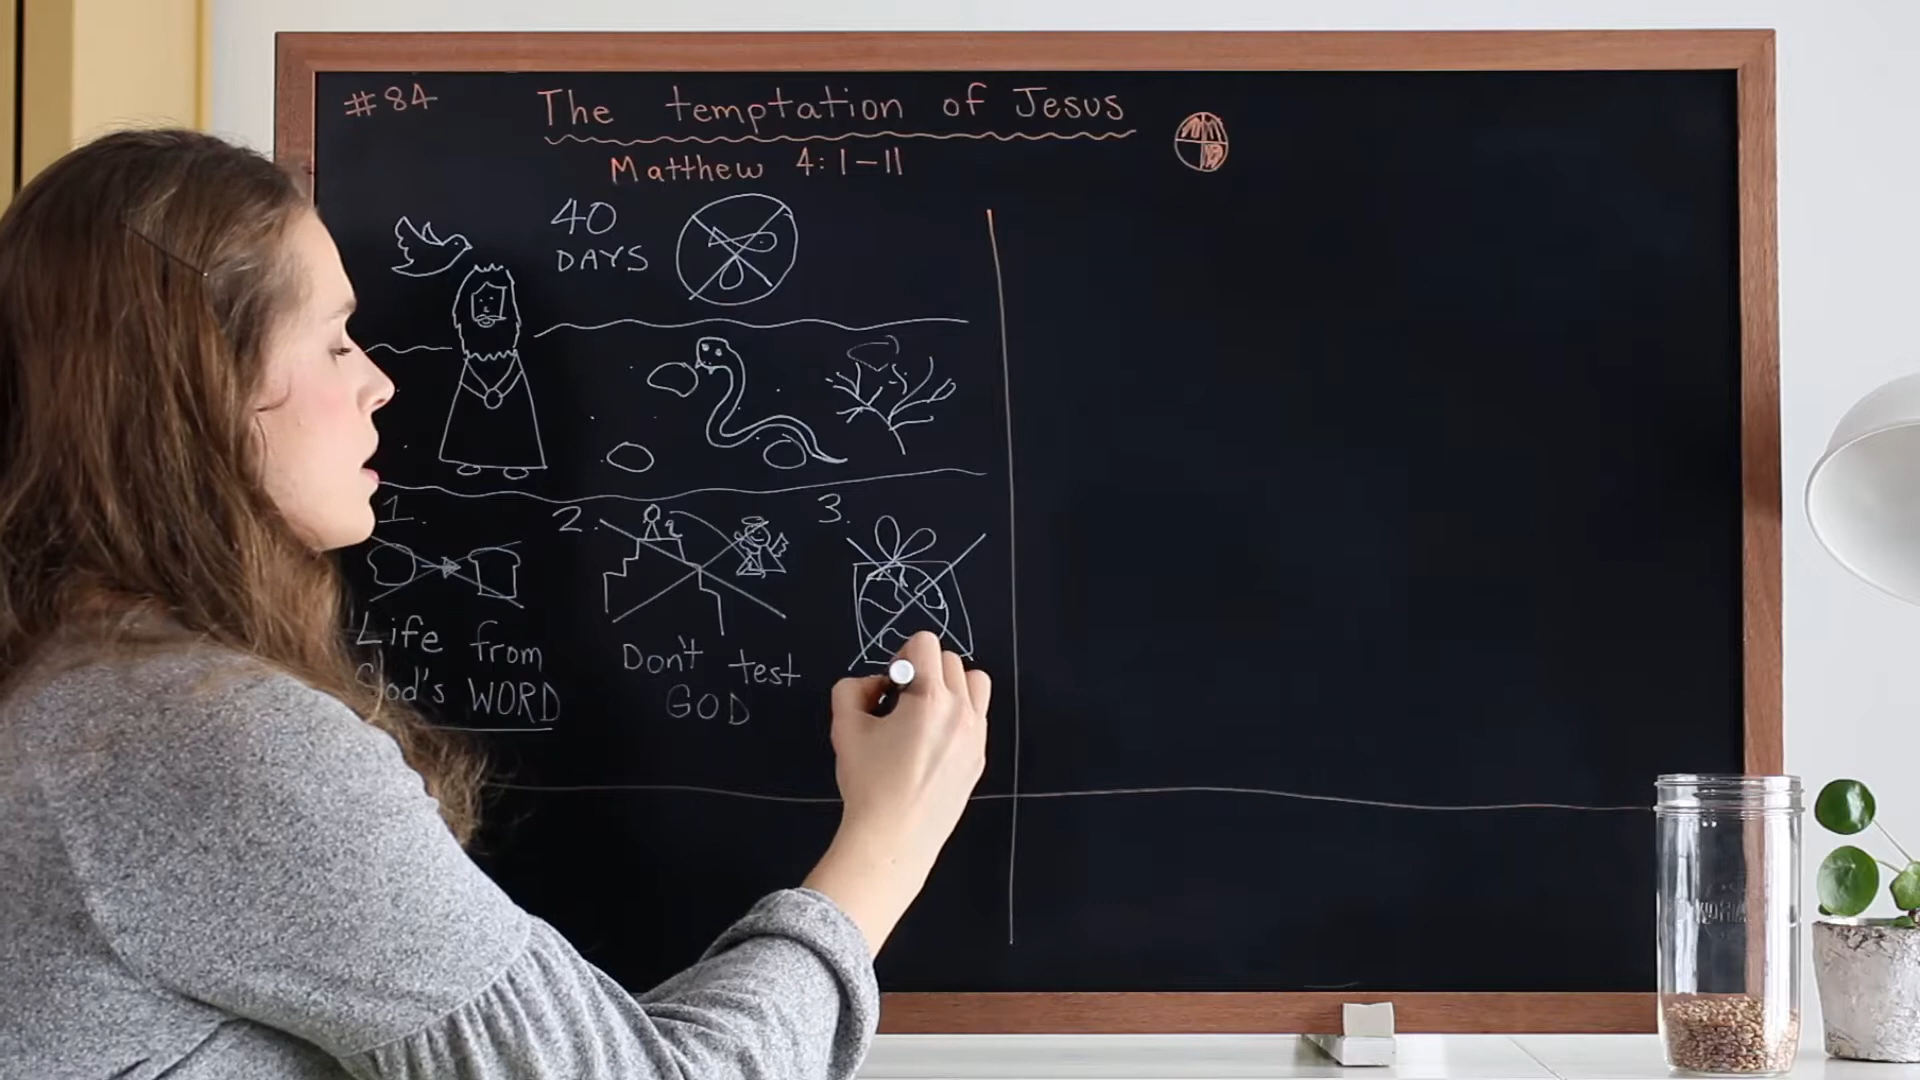 #84 The temptation of Jesus
Matthew 4:1-11
40
DAYS
1.
2.
3.
Life from
God's WORD
Don't test
GOD